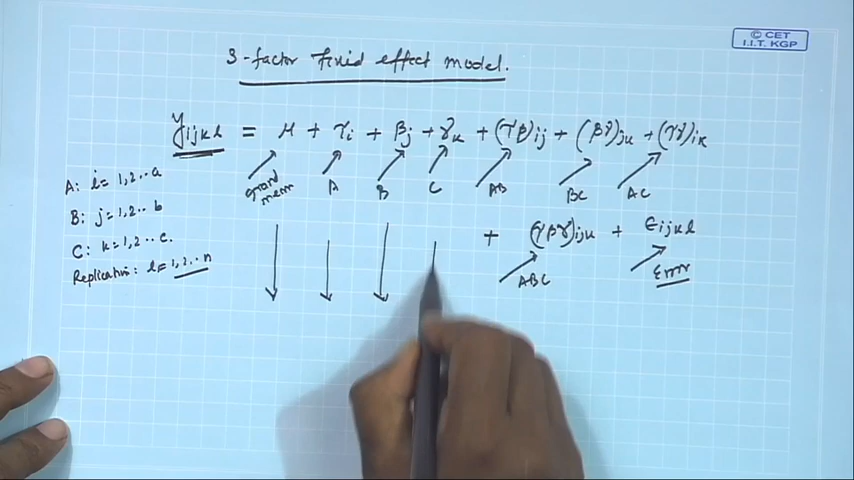 © CET
I.I.T. KGP
3-factor fixed effect model.
yijkl = μ + τi + βj + γk + (τβ)ij + (βγ)jk + (τγ)ik
grand mean A B C AB BC AC
+ (τβγ)ijk + εijkl
ABC Error
A: i = 1,2..a
B: j = 1,2.. b
C: k = 1,2.. c.
Replication: l = 1,2.. n